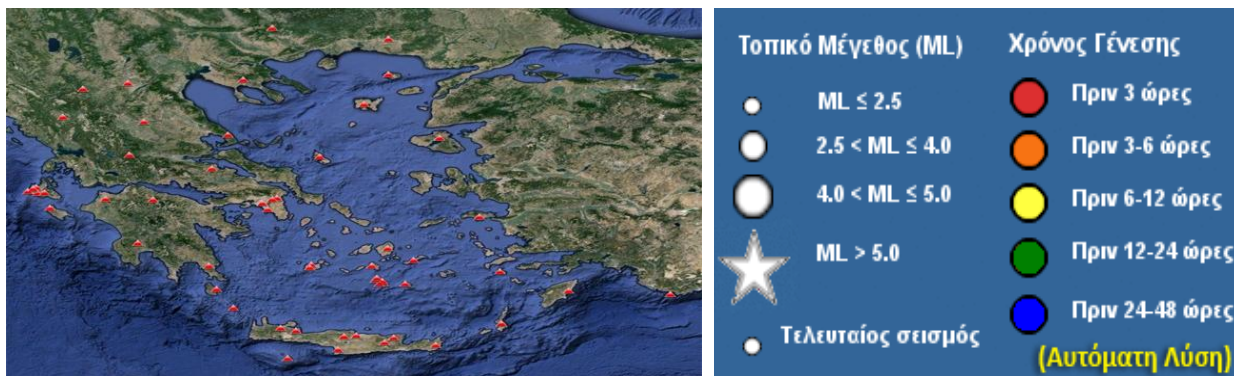 Τοπικό Μέγεθος (ML)
ML ≤ 2.5
2.5 < ML ≤ 4.0
4.0 < ML ≤ 5.0
ML > 5.0
Τελευταίος σεισμός
Χρόνος Γένεσης
Πριν 3 ώρες
Πριν 3-6 ώρες
Πριν 6-12 ώρες
Πριν 12-24 ώρες
Πριν 24-48 ώρες
(Αυτόματη Λύση)